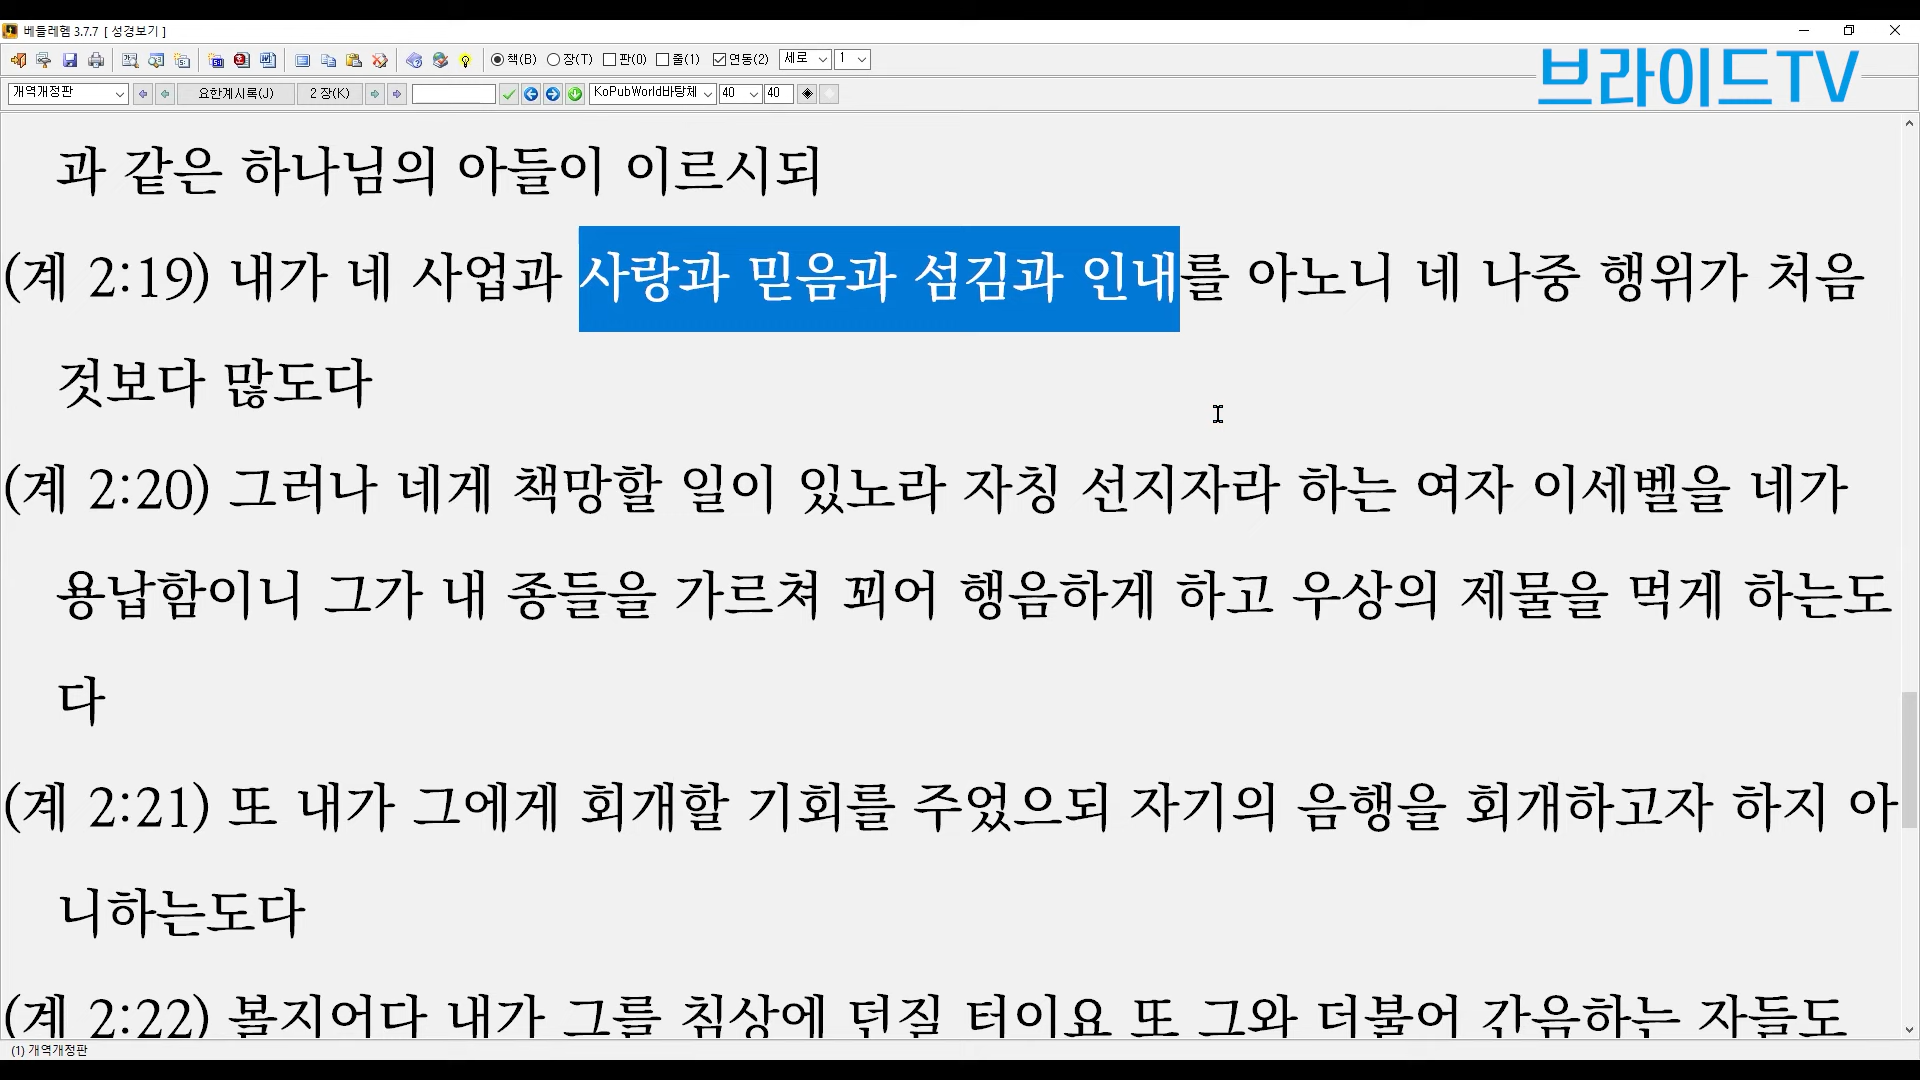 베들레헴 3.7.7 [ 성경보기 ]
책(B) 장(T) 판(0) 줄(1) 연동(2) 세로 1
브라이드TV
개역개정판 요한계시록(J) 2 장(K) KoPubWorld바탕체 40 40
과 같은 하나님의 아들이 이르시되
(계 2:19) 내가 네 사업과 사랑과 믿음과 섬김과 인내를 아노니 네 나중 행위가 처음
것보다 많도다
(계 2:20) 그러나 네게 책망할 일이 있노라 자칭 선지자라 하는 여자 이세벨을 네가
용납함이니 그가 내 종들을 가르쳐 꾀어 행음하게 하고 우상의 제물을 먹게 하는도
다
(계 2:21) 또 내가 그에게 회개할 기회를 주었으되 자기의 음행을 회개하고자 하지 아
니하는도다
(계 2:22) 볼지어다 내가 그를 침상에 던질 터이요 또 그와 더불어 간음하는 자들도
(1) 개역개정판